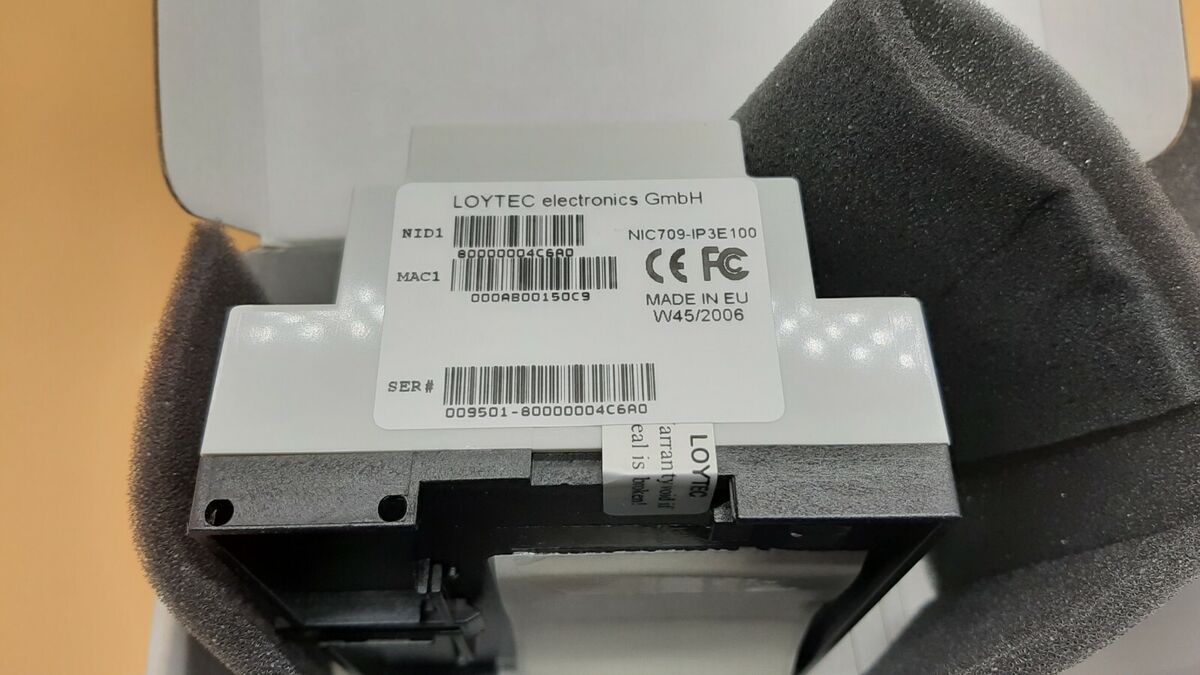 LOYTEC electronics GmbH
NID1
80000004C6A0
NIC709-IP3E100
MAC1
000AB00150C9
CE FC
MADE IN EU
W45/2006
SER#
009501-80000004C6A0
LOYTEC
arranty void if
eal is broken!